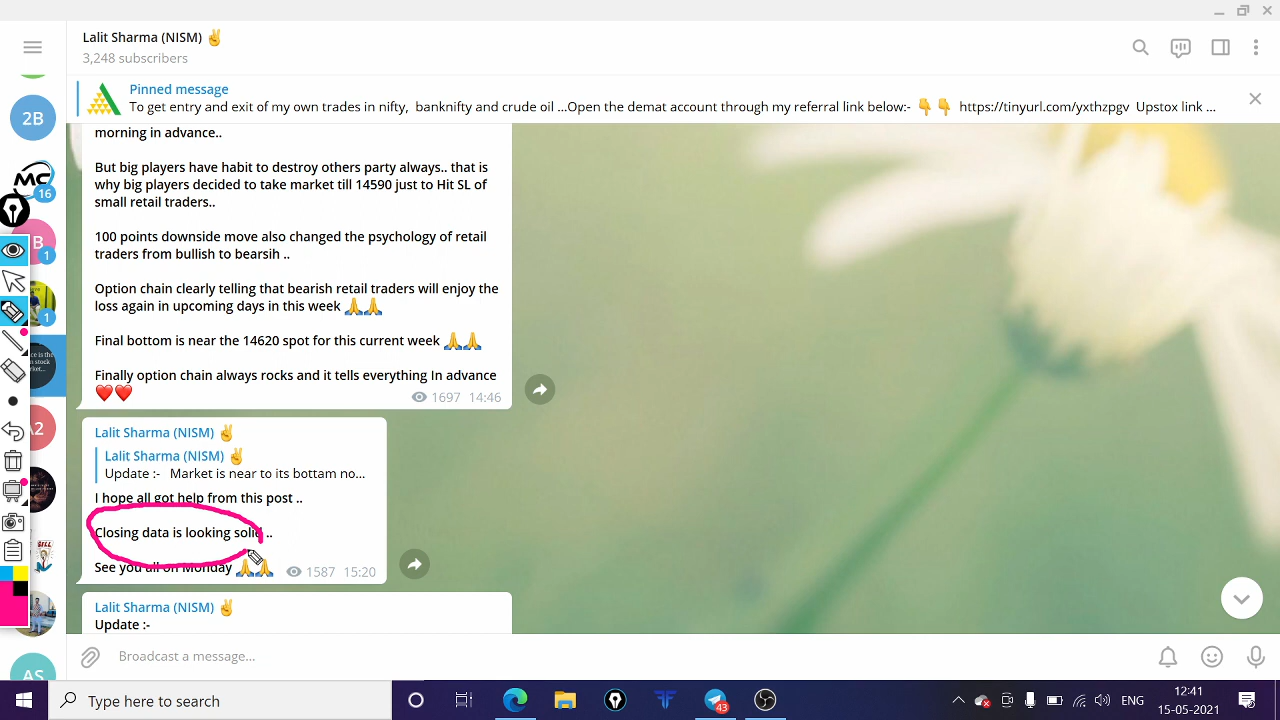 Lalit Sharma (NISM) ✌
3,248 subscribers
Pinned message
To get entry and exit of my own trades in nifty, banknifty and crude oil ...Open the demat account through my referral link below:- 👇 👇 https://tinyurl.com/yxthzpgv Upstox link ...
2B
MC
16
B
1
1
A2
SELL
AS
morning in advance..
But big players have habit to destroy others party always.. that is
why big players decided to take market till 14590 just to Hit SL of
small retail traders..
100 points downside move also changed the psychology of retail
traders from bullish to bearsih ..
Option chain clearly telling that bearish retail traders will enjoy the
loss again in upcoming days in this week 🙏🙏
Final bottom is near the 14620 spot for this current week 🙏🙏
Finally option chain always rocks and it tells everything In advance
❤️❤️
1697 14:46
Lalit Sharma (NISM) ✌
Lalit Sharma (NISM) ✌
Update :- Market is near to its bottam no...
I hope all got help from this post ..
Closing data is looking solid ..
See you all on Monday 🙏🙏
1587 15:20
Lalit Sharma (NISM) ✌
Update :-
Broadcast a message...
Type here to search
43
ENG
12:41
15-05-2021